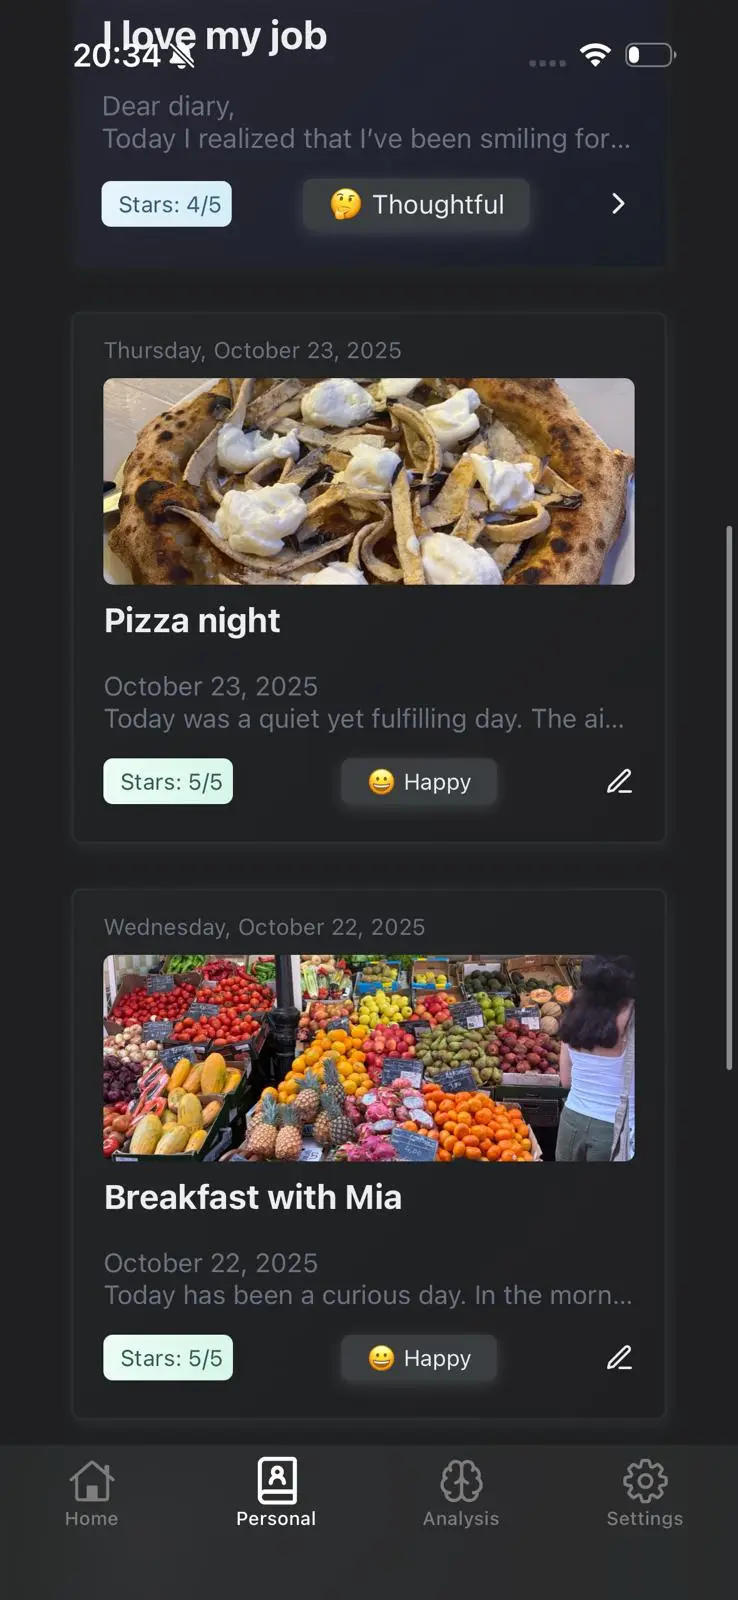 I love my job
20:34
Dear diary,
Today I realized that I’ve been smiling for...
Stars: 4/5
🤔 Thoughtful
Thursday, October 23, 2025
Pizza night
October 23, 2025
Today was a quiet yet fulfilling day. The ai...
Stars: 5/5
😀 Happy
Wednesday, October 22, 2025
Breakfast with Mia
October 22, 2025
Today has been a curious day. In the morn...
Stars: 5/5
😀 Happy
Home
Personal
Analysis
Settings